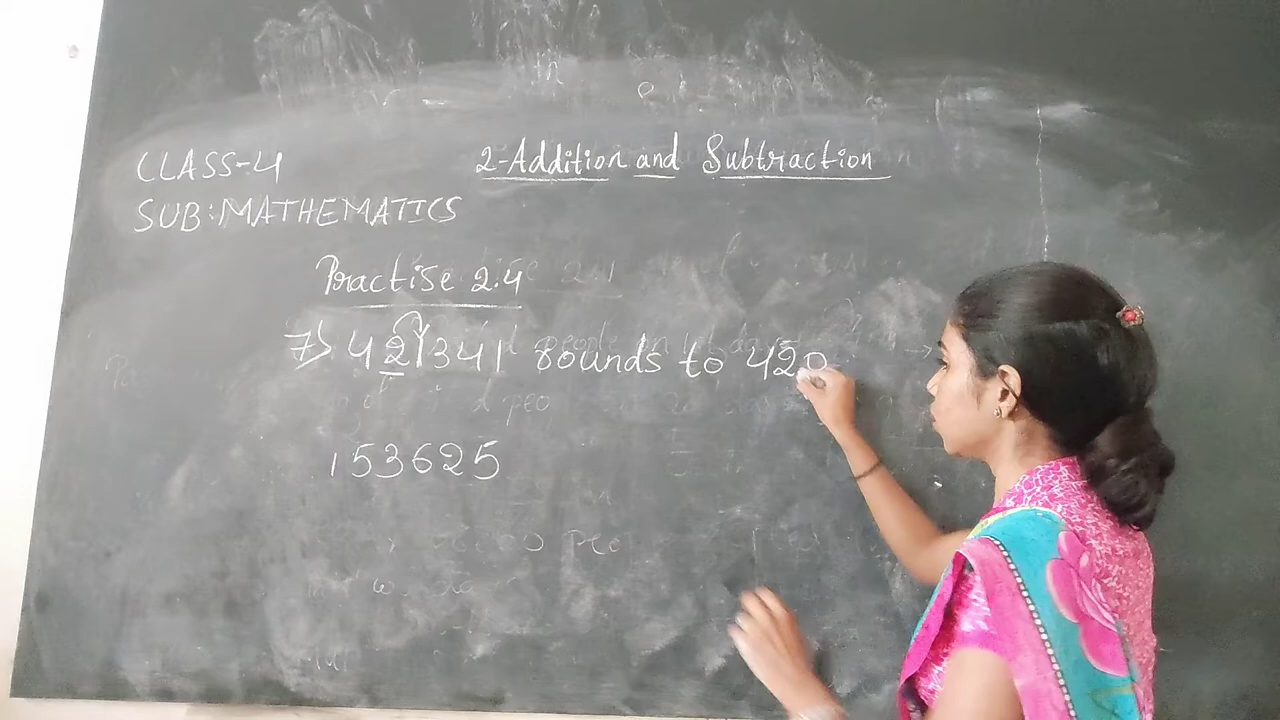 CLASS-4
2-Addition and Subtraction
SUB:MATHEMATICS
Practise 2.4
7) 421341 rounds to 420
153625